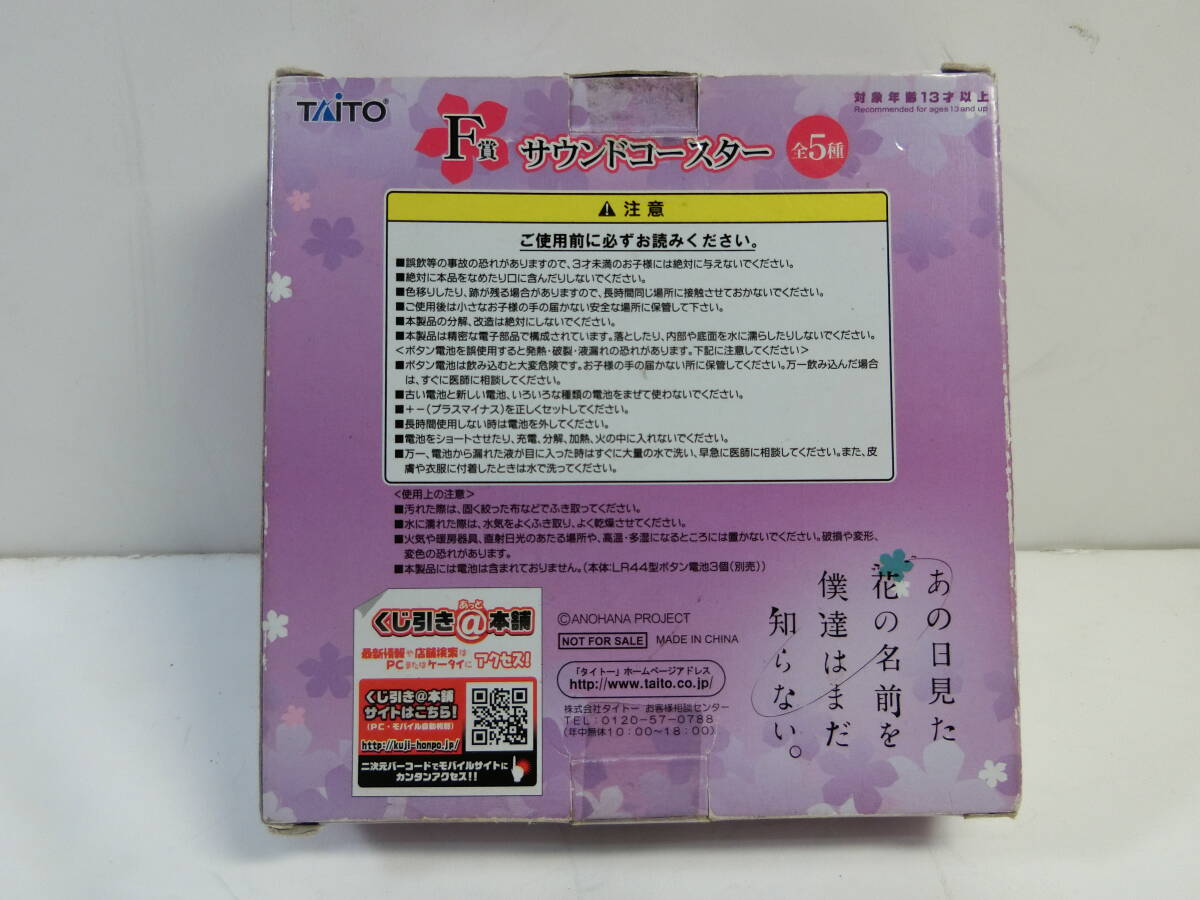 TAITO®
F賞 サウンドコースター 全5種
対象年齢13才以上
Recommended for ages 13 and up
注意
ご使用前に必ずお読みください。
■誤飲等の事故の恐れがありますので、3才未満のお子様には絶対に与えないでください。
■絶対に本品をなめたり口に含んだりしないでください。
■色移りしたり、跡が残る場合がありますので、長時間同じ場所に接触させておかないでください。
■ご使用後は小さなお子様の手の届かない安全な場所に保管して下さい。
■本製品の分解、改造は絶対にしないでください。
■本製品は精密な電子部品で構成されています。落としたり、内部や底面を水に濡らしたりしないでください。
<ボタン電池を誤使用すると発熱・破裂・液漏れの恐れがあります。下記に注意してください>
■ボタン電池は飲み込むと大変危険です。お子様の手の届かない所に保管してください。万一飲み込んだ場合
は、すぐに医師に相談してください。
■古い電池と新しい電池、いろいろな種類の電池をまぜて使わないでください。
■+-(プラスマイナス)を正しくセットしてください。
■長時間使用しない時は電池を外してください。
■電池をショートさせたり、充電、分解、加熱、火の中に入れないでください。
■万一、電池から漏れた液が目に入った時はすぐに大量の水で洗い、早急に医師に相談してください。また、皮
膚や衣服に付着したときは水で洗ってください。
<使用上の注意>
■汚れた際は、固く絞った布などでふき取ってください。
■水に濡れた際は、水気をよくふき取り、よく乾燥させてください。
■火気や暖房器具、直射日光のあたる場所や、高温・多湿になるところには置かないでください。破損や変形、
変色の恐れがあります。
■本製品には電池は含まれておりません。(本体:LR44型ボタン電池3個(別売))
あっと
くじ引き@本舗
最新情報や店舗検索は
PCまたはケータイに アクセス!
くじ引き@本舗
サイトはこちら!
(PC・モバイル自動判別)
http://kuji-honpo.jp/
二次元バーコードでモバイルサイトに
カンタンアクセス!!
©ANOHANA PROJECT
NOT FOR SALE MADE IN CHINA
「タイトー」ホームページアドレス
http://www.taito.co.jp/
株式会社タイトー お客様相談センター
TEL:0120-57-0788
(年中無休10:00〜18:00)
あの日見た
花の名前を
僕達はまだ
知らない。